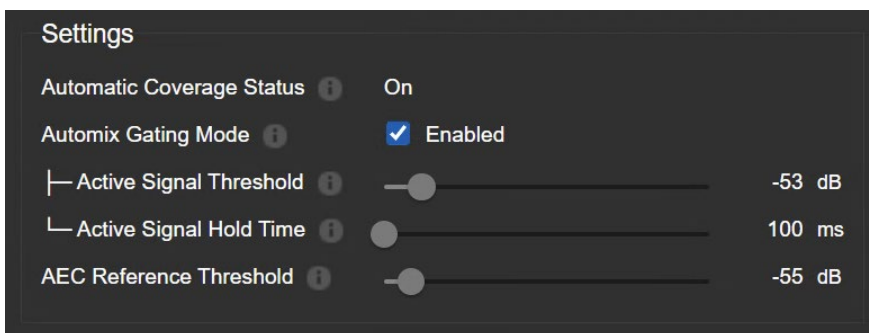 Settings
Automatic Coverage Status i On
Automix Gating Mode i Enabled
Active Signal Threshold i -53 dB
Active Signal Hold Time i 100 ms
AEC Reference Threshold i -55 dB